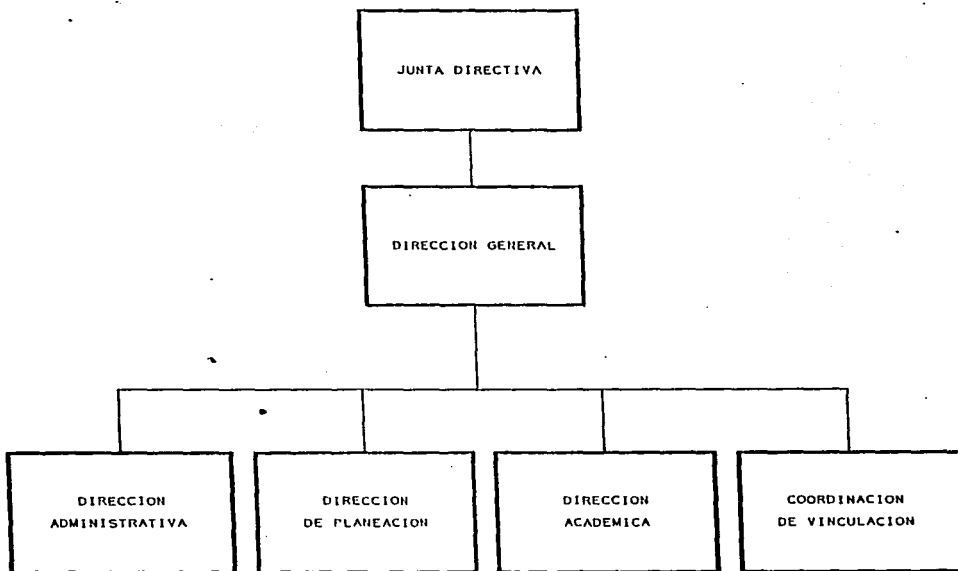 JUNTA DIRECTIVA
DIRECCION GENERAL
DIRECCION
ADMINISTRATIVA
DIRECCION
DE PLANEACION
DIRECCION
ACADEMICA
COORDINACION
DE VINCULACION